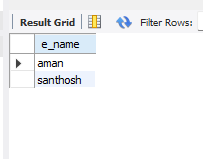 Result Grid Filter Rows:
e_name
aman
santhosh